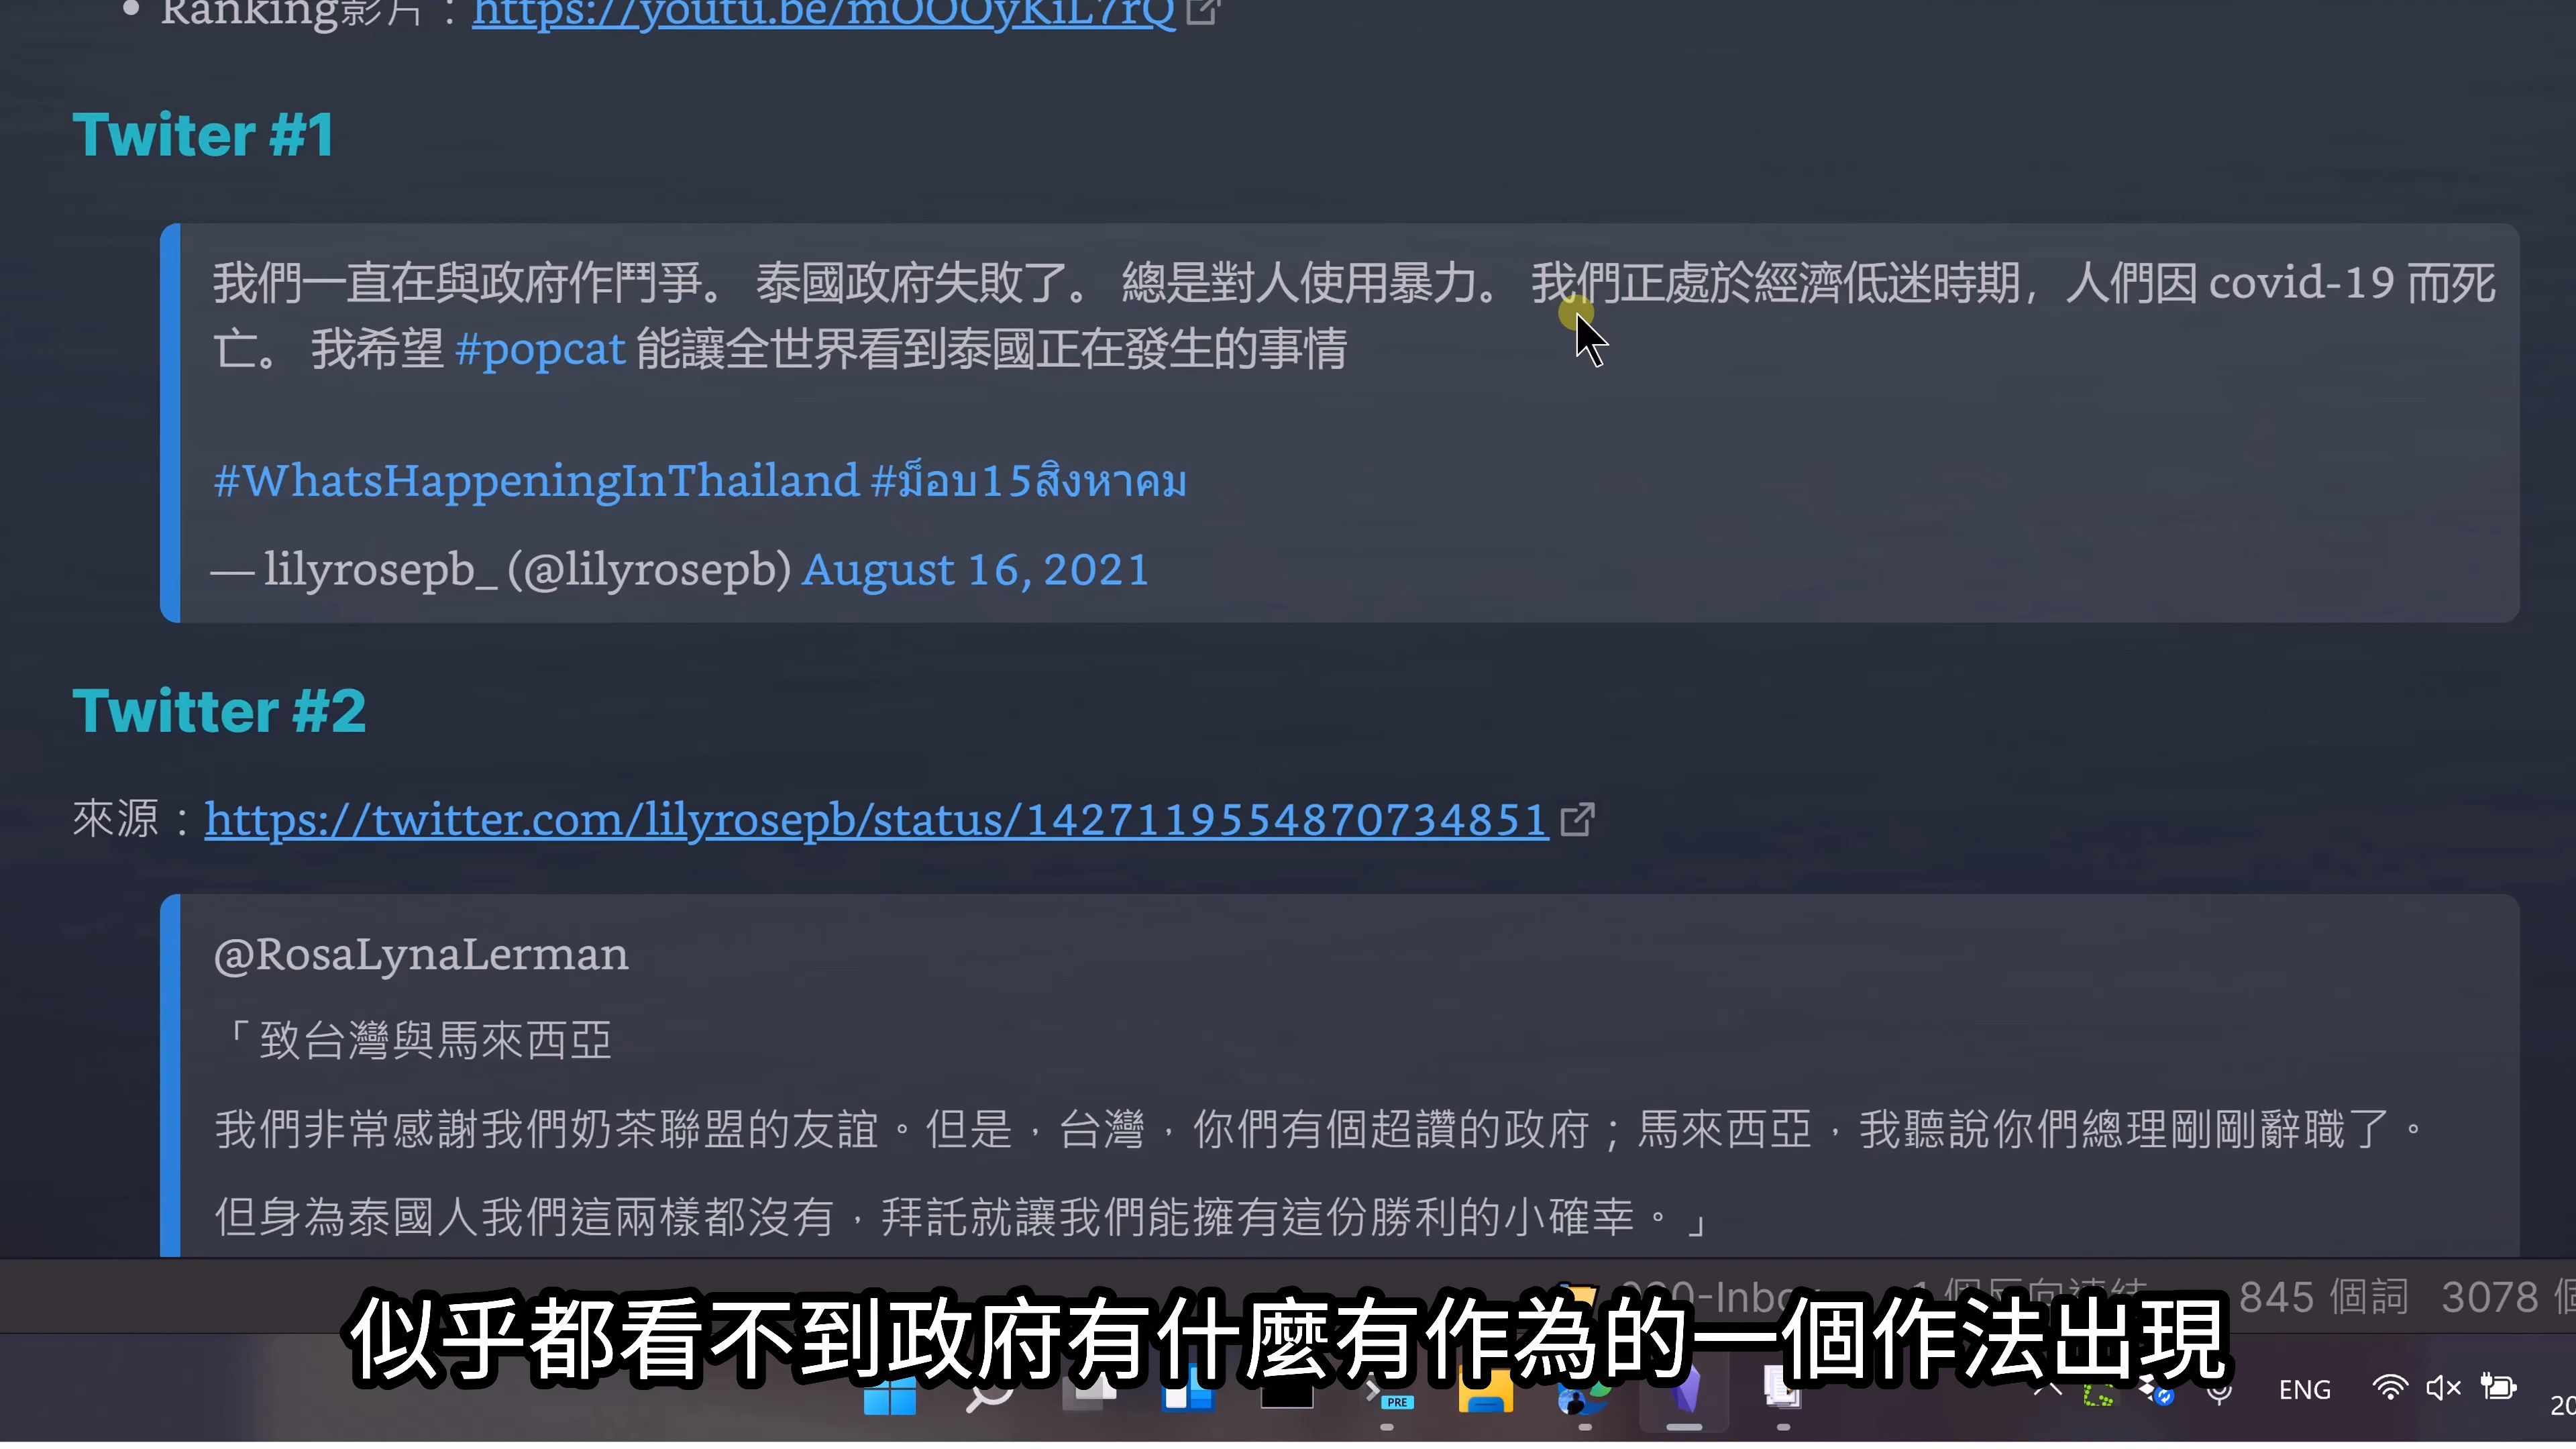 Ranking影片：https://youtu.be/mOOOyKiL7rQ
Twiter #1
我們一直在與政府作鬥爭。 泰國政府失敗了。 總是對人使用暴力。 我們正處於經濟低迷時期，人們因 covid-19 而死
亡。 我希望 #popcat 能讓全世界看到泰國正在發生的事情
#WhatsHappeningInThailand #ม็อบ15สิงหาคม
— lilyrosepb_ (@lilyrosepb) August 16, 2021
Twitter #2
來源：https://twitter.com/lilyrosepb/status/1427119554870734851
@RosaLynaLerman
「致台灣與馬來西亞
我們非常感謝我們奶茶聯盟的友誼。但是，台灣，你們有個超讚的政府；馬來西亞，我聽說你們總理剛剛辭職了。
但身為泰國人我們這兩樣都沒有，拜託就讓我們能擁有這份勝利的小確幸。」
1 個反向連結 845 個詞 3078
似乎都看不到政府有什麼有作為的一個作法出現
PRE
ENG